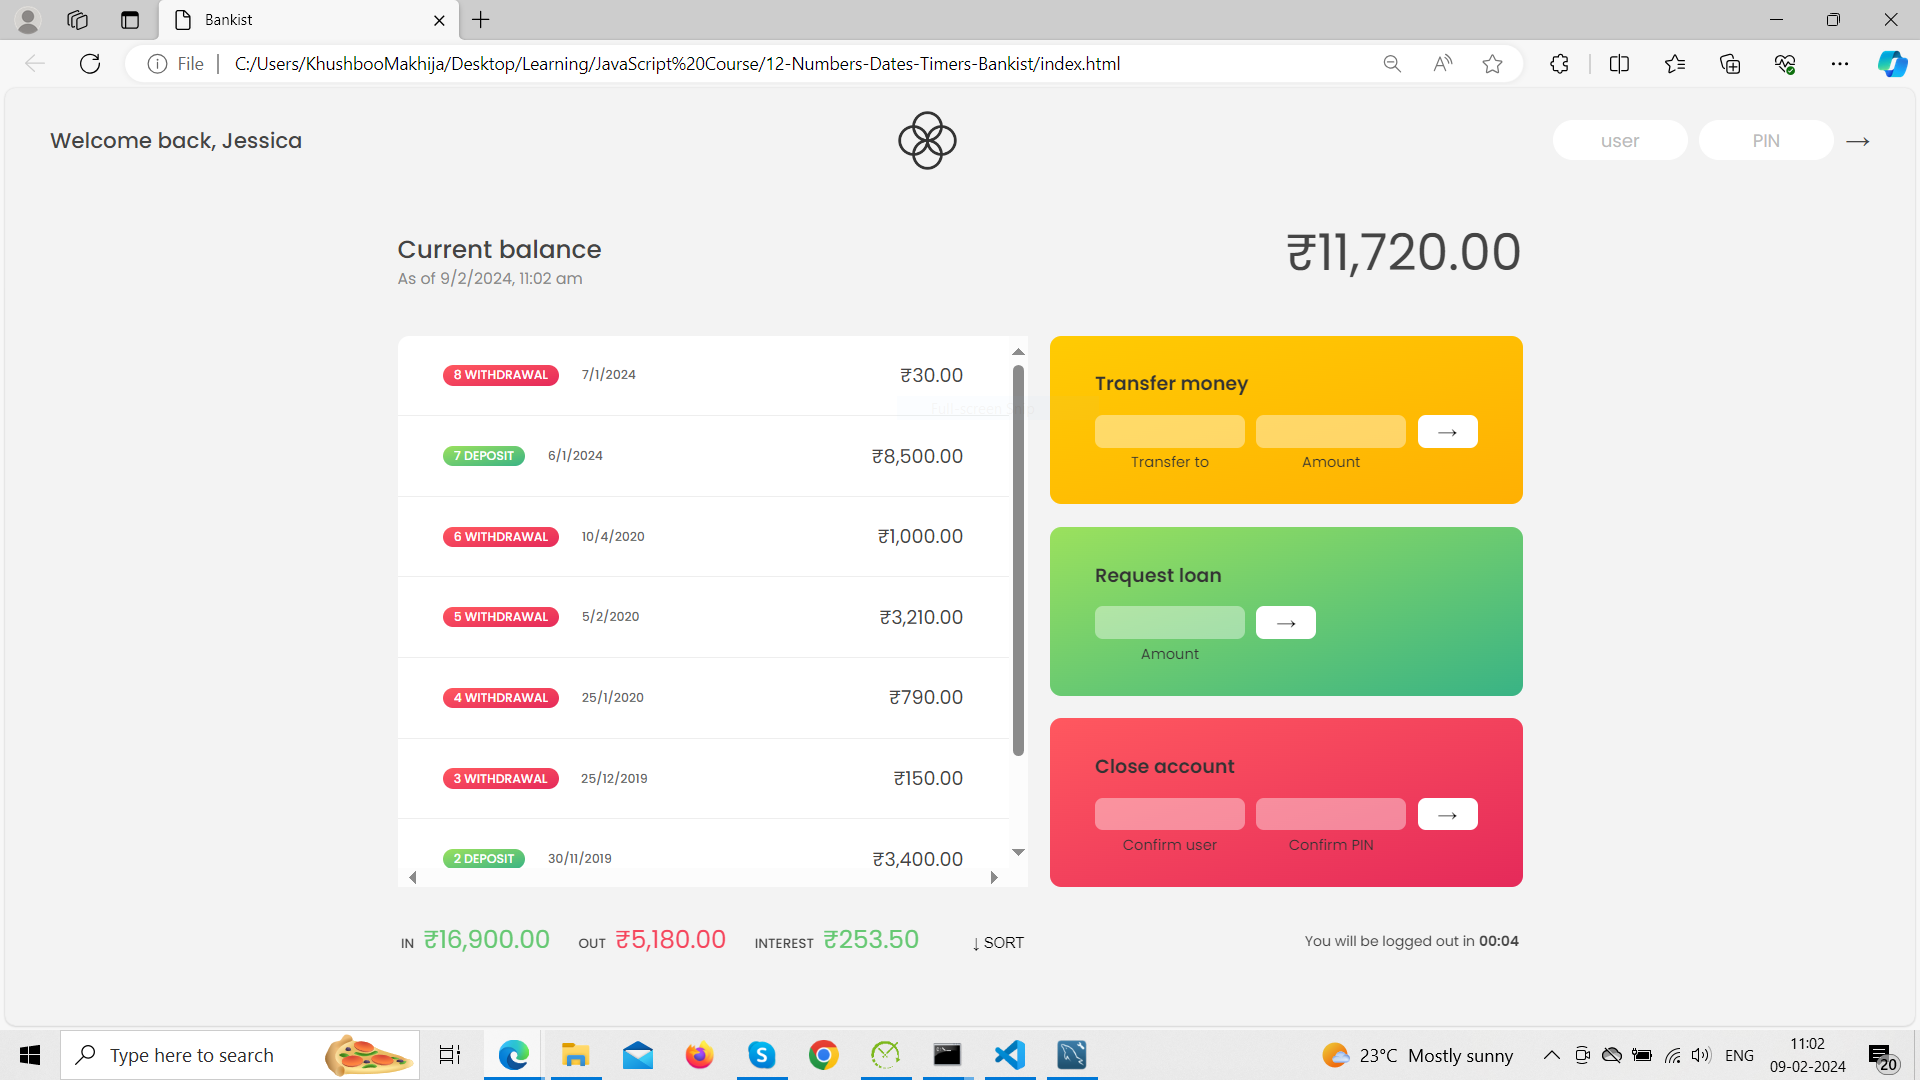 Bankist
File
C:/Users/KhushbooMakhija/Desktop/Learning/JavaScript%20Course/12-Numbers-Dates-Timers-Bankist/index.html
Welcome back, Jessica
user
PIN
→
Current balance
As of 9/2/2024, 11:02 am
₹11,720.00
8 WITHDRAWAL 7/1/2024 ₹30.00
7 DEPOSIT 6/1/2024 ₹8,500.00
6 WITHDRAWAL 10/4/2020 ₹1,000.00
5 WITHDRAWAL 5/2/2020 ₹3,210.00
4 WITHDRAWAL 25/1/2020 ₹790.00
3 WITHDRAWAL 25/12/2019 ₹150.00
2 DEPOSIT 30/11/2019 ₹3,400.00
Transfer money
→
Transfer to Amount
Request loan
→
Amount
Close account
→
Confirm user Confirm PIN
IN ₹16,900.00 OUT ₹5,180.00 INTEREST ₹253.50 ↓ SORT
You will be logged out in 00:04
Type here to search
23°C Mostly sunny
ENG
11:02
09-02-2024
20